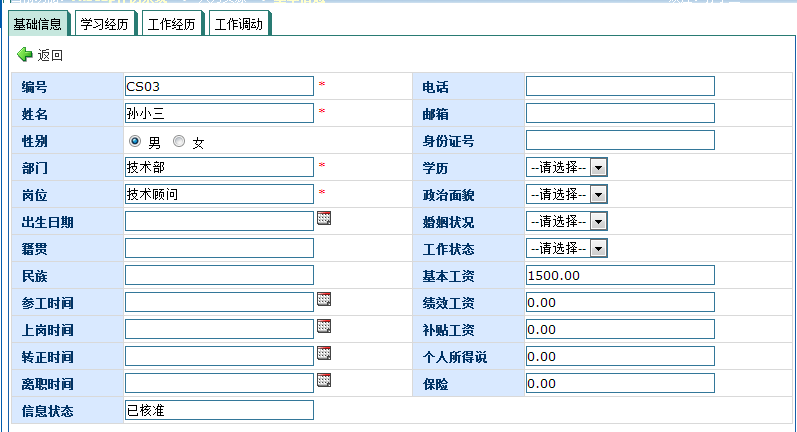 基础信息 学习经历 工作经历 工作调动
返回
编号 CS03 * 电话
姓名 孙小三 * 邮箱
性别 男 女 身份证号
部门 技术部 * 学历 --请选择--
岗位 技术顾问 * 政治面貌 --请选择--
出生日期 婚姻状况 --请选择--
籍贯 工作状态 --请选择--
民族 基本工资 1500.00
参工时间 绩效工资 0.00
上岗时间 补贴工资 0.00
转正时间 个人所得说 0.00
离职时间 保险 0.00
信息状态 已核准